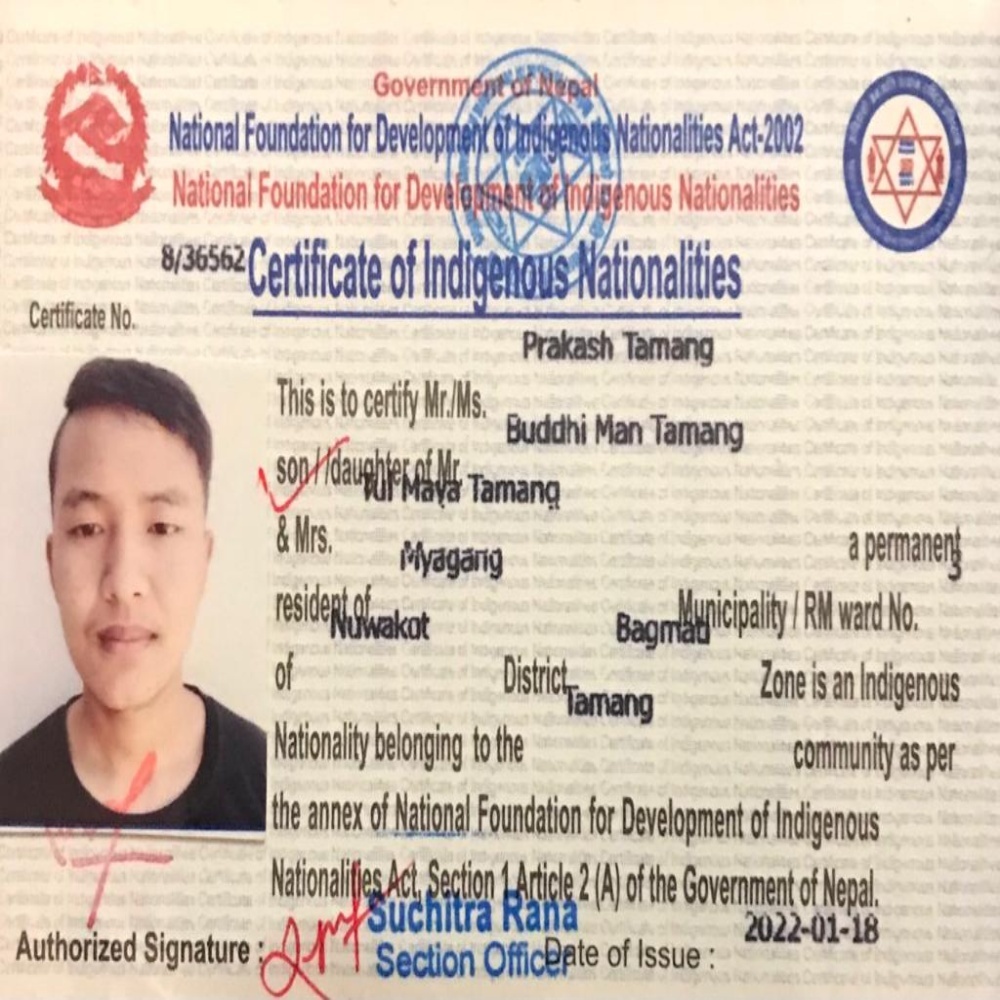 Government of Nepal
National Foundation for Development of Indigenous Nationalities Act-2002
National Foundation for Development of Indigenous Nationalities
8/36562
Certificate of Indigenous Nationalities
Certificate No.
Prakash Tamang
This is to certify Mr./Ms.
Buddhi Man Tamang
son / /daughter of Mr.
Maya Tamang
& Mrs. a permanent
Myagang 3
resident of Municipality / RM ward No.
Nuwakot Bagmati
of District, Zone is an Indigenous
Tamang
Nationality belonging to the community as per
the annex of National Foundation for Development of Indigenous
Nationalities Act, Section 1 Article 2 (A) of the Government of Nepal.
Suchitra Rana 2022-01-18
Authorized Signature : Section Officer Date of Issue :